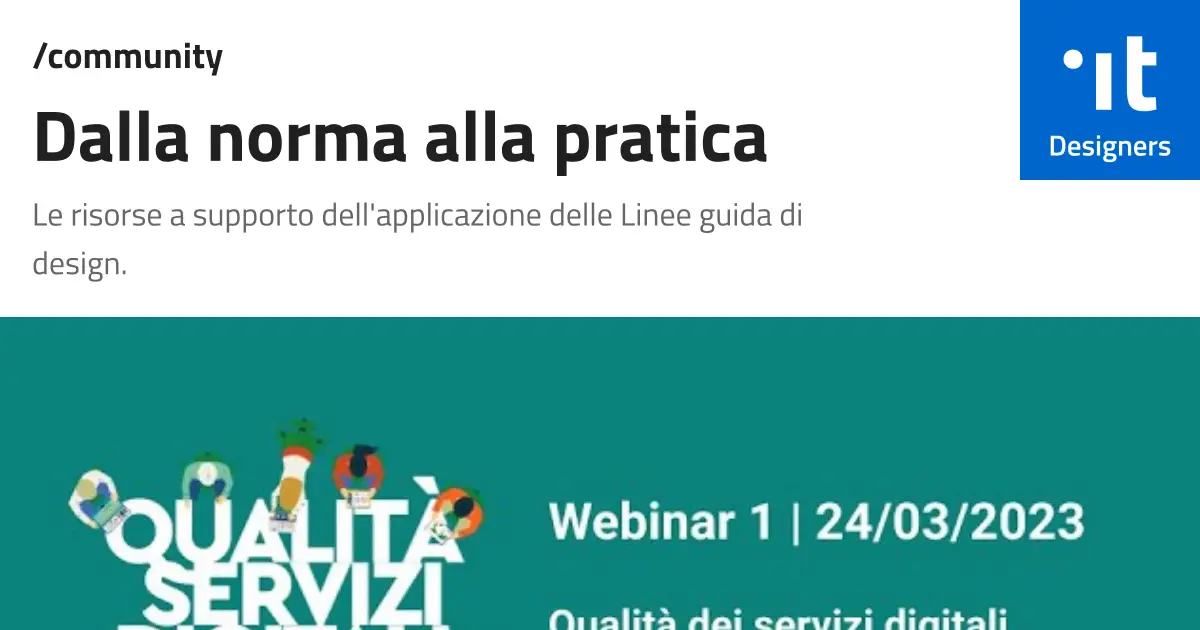 /community
Dalla norma alla pratica
Le risorse a supporto dell'applicazione delle Linee guida di
design.
it
Designers
QUALITÀ
SERVIZI
DIGITALI
Webinar 1 | 24/03/2023
Qualità dei servizi digitali